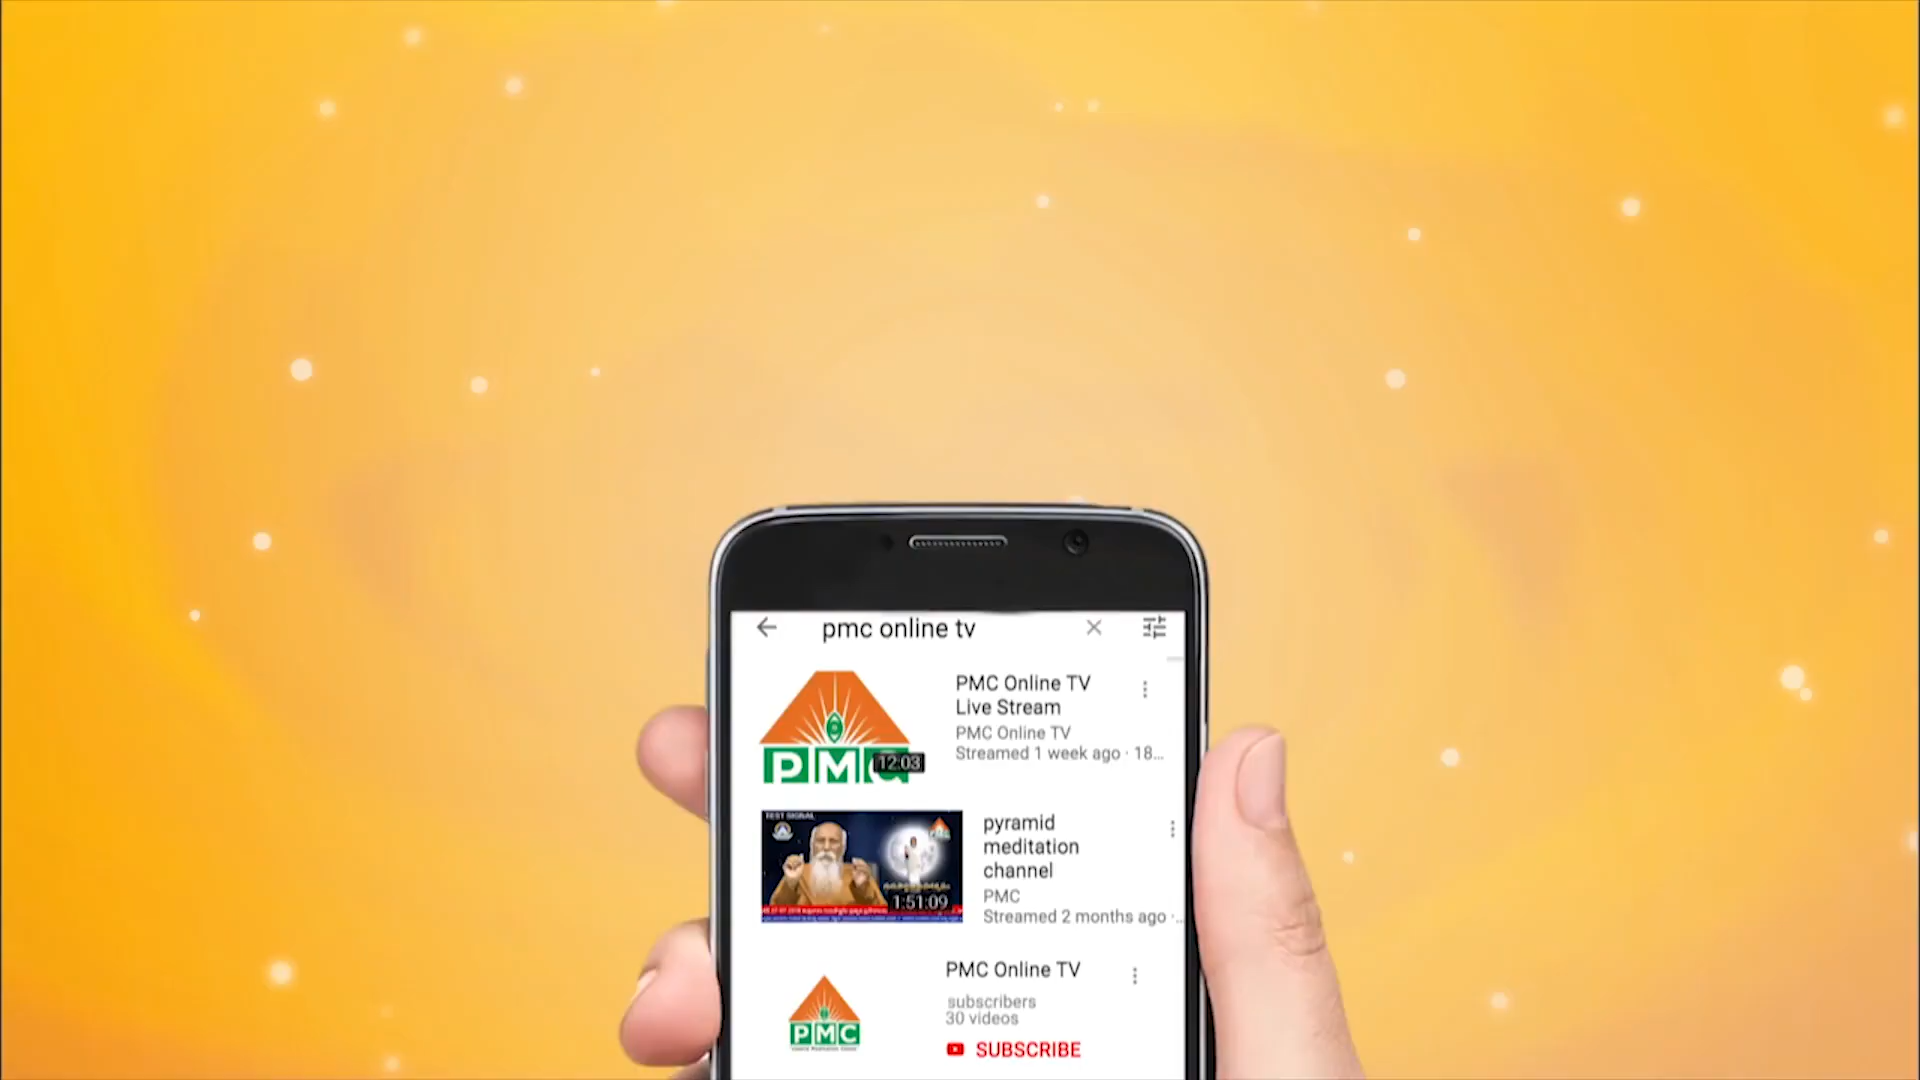 pmc online tv
PMC Online TV
Live Stream
PMC Online TV
Streamed 1 week ago · 18...
PMC
12:03
TEST SIGNAL
pyramid
meditation
channel
PMC
Streamed 2 months ago ·...
1:51:09
PMC Online TV
subscribers
30 videos
PMC
SUBSCRIBE